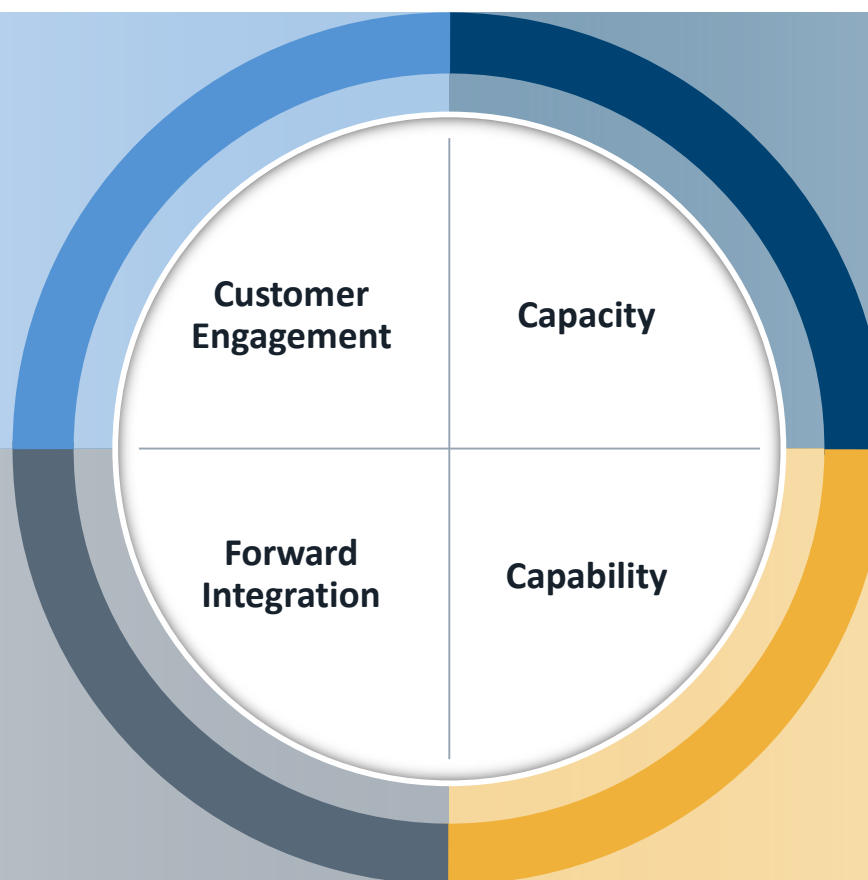 Customer
Engagement
Capacity
Forward
Integration
Capability